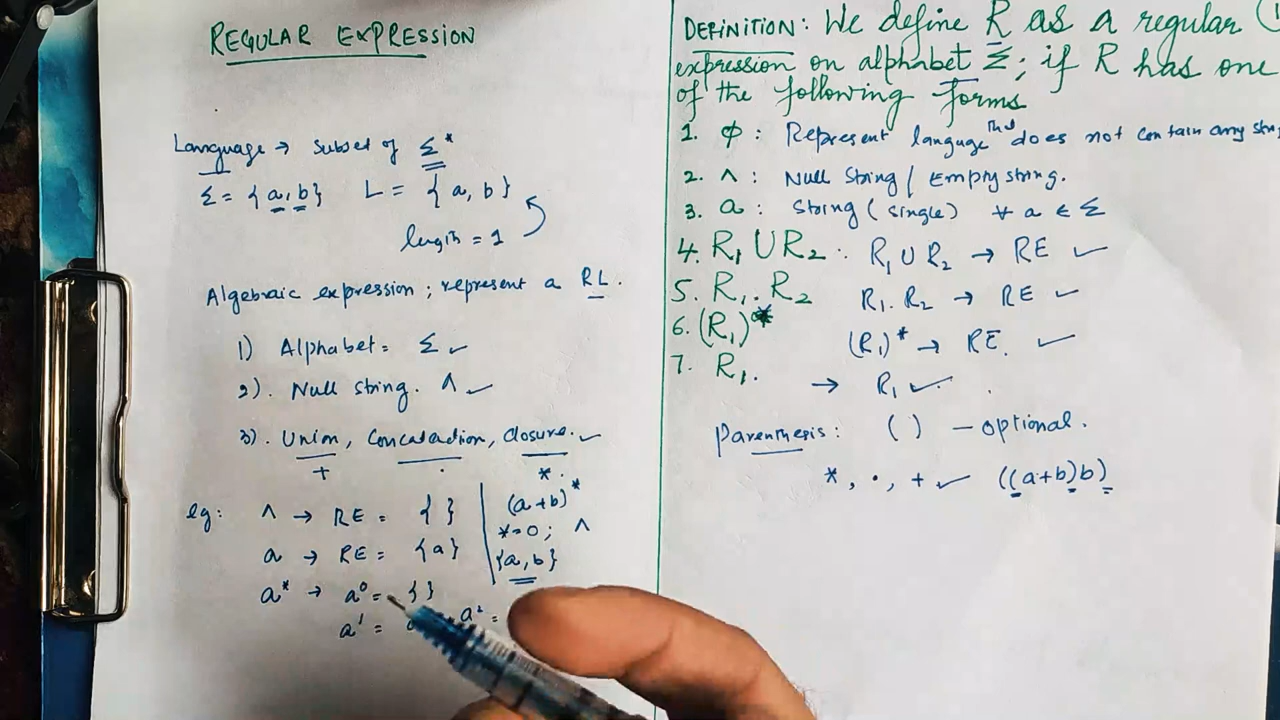 REGULAR EXPRESSION
Language → subset of Σ*
Σ = {a,b} L = {a, b}
length = 1
Algebraic expression ; represent a RL.
1) Alphabet = Σ ✓
2). Null string. ∧ ✓
3). Union, Concatadtion, closure. ✓
+ . *.
eg: ∧ → RE = { }
a → RE = {a}
a* → a⁰ = { }
a¹ =
(a+b)*
*=0; ∧
{a,b}
DEFINITION: We define R as a regular
expression on alphabet Σ; if R has one
of the following forms
1. φ : Represent languge that does not contain any
2. ∧ : Null String / Empty string.
3. a : String (single) ∀ a ∈ Σ
4. R₁ ∪ R₂ . R₁ ∪ R₂ → RE ✓
5. R₁. R₂ R₁. R₂ → RE ✓
6. (R₁)* (R₁)* → RE. ✓
7. R₁. → R₁ ✓
Parenthesis: ( ) – optional.
*, ., + ✓ ((a+b)b)